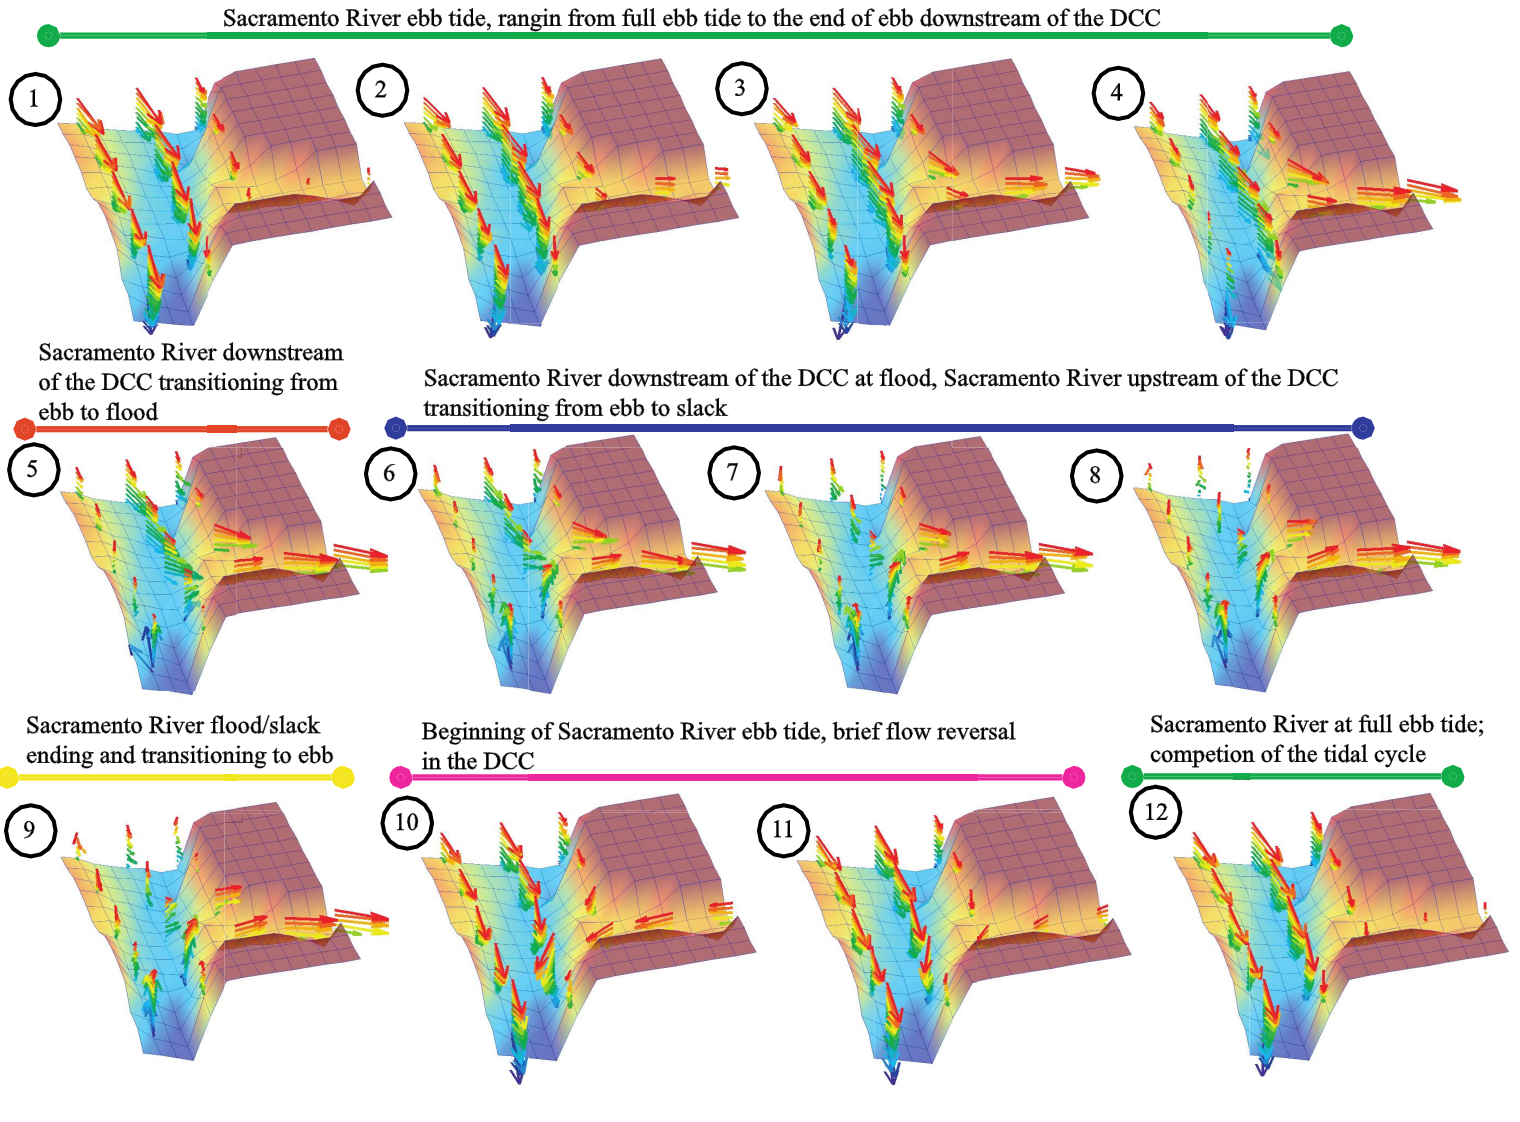 Sacramento River ebb tide, rangin from full ebb tide to the end of ebb downstream of the DCC
1
2
3
4
Sacramento River downstream
of the DCC transitioning from
ebb to flood
Sacramento River downstream of the DCC at flood, Sacramento River upstream of the DCC
transitioning from ebb to slack
5
6
7
8
Sacramento River flood/slack
ending and transitioning to ebb
Beginning of Sacramento River ebb tide, brief flow reversal
in the DCC
Sacramento River at full ebb tide;
competion of the tidal cycle
9
10
11
12